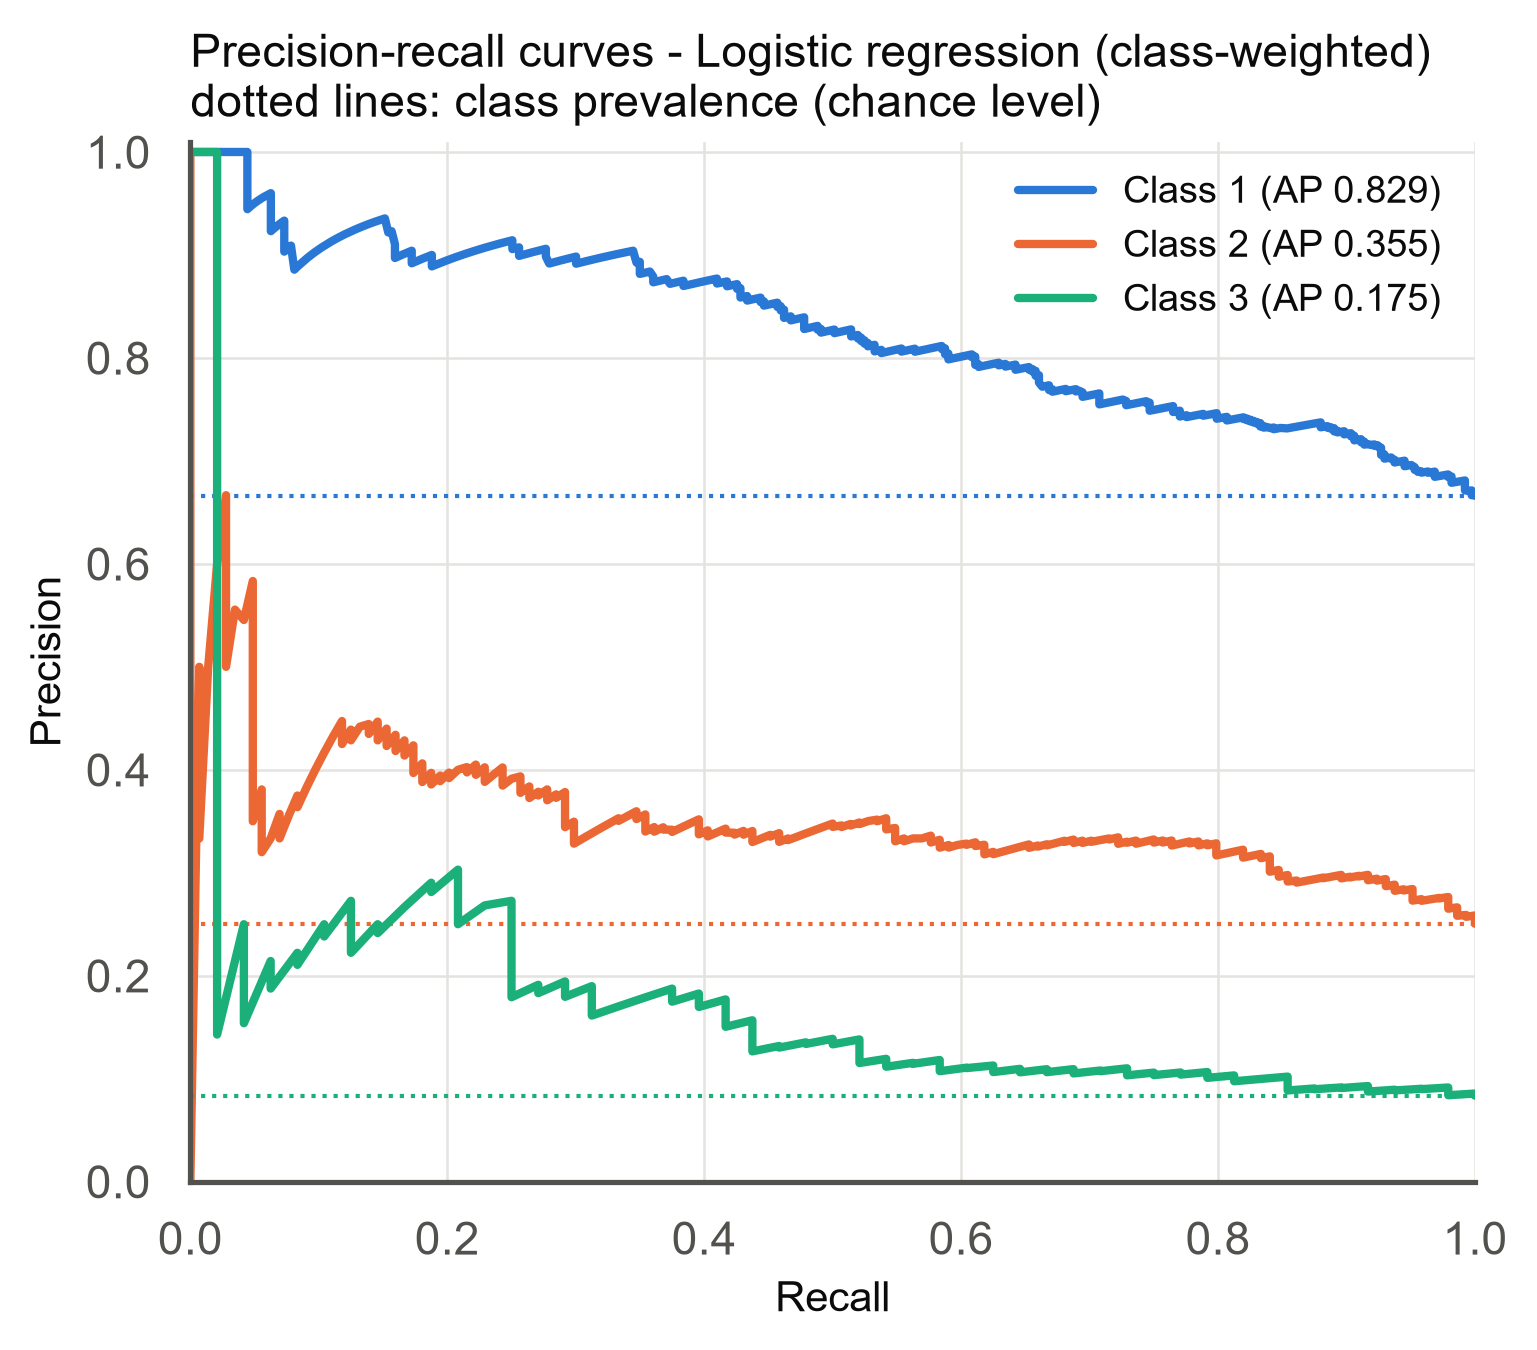 Precision-recall curves - Logistic regression (class-weighted)
dotted lines: class prevalence (chance level)
Class 1 (AP 0.829)
Class 2 (AP 0.355)
Class 3 (AP 0.175)
Precision
1.0
0.8
0.6
0.4
0.2
0.0
0.0 0.2 0.4 0.6 0.8 1.0
Recall